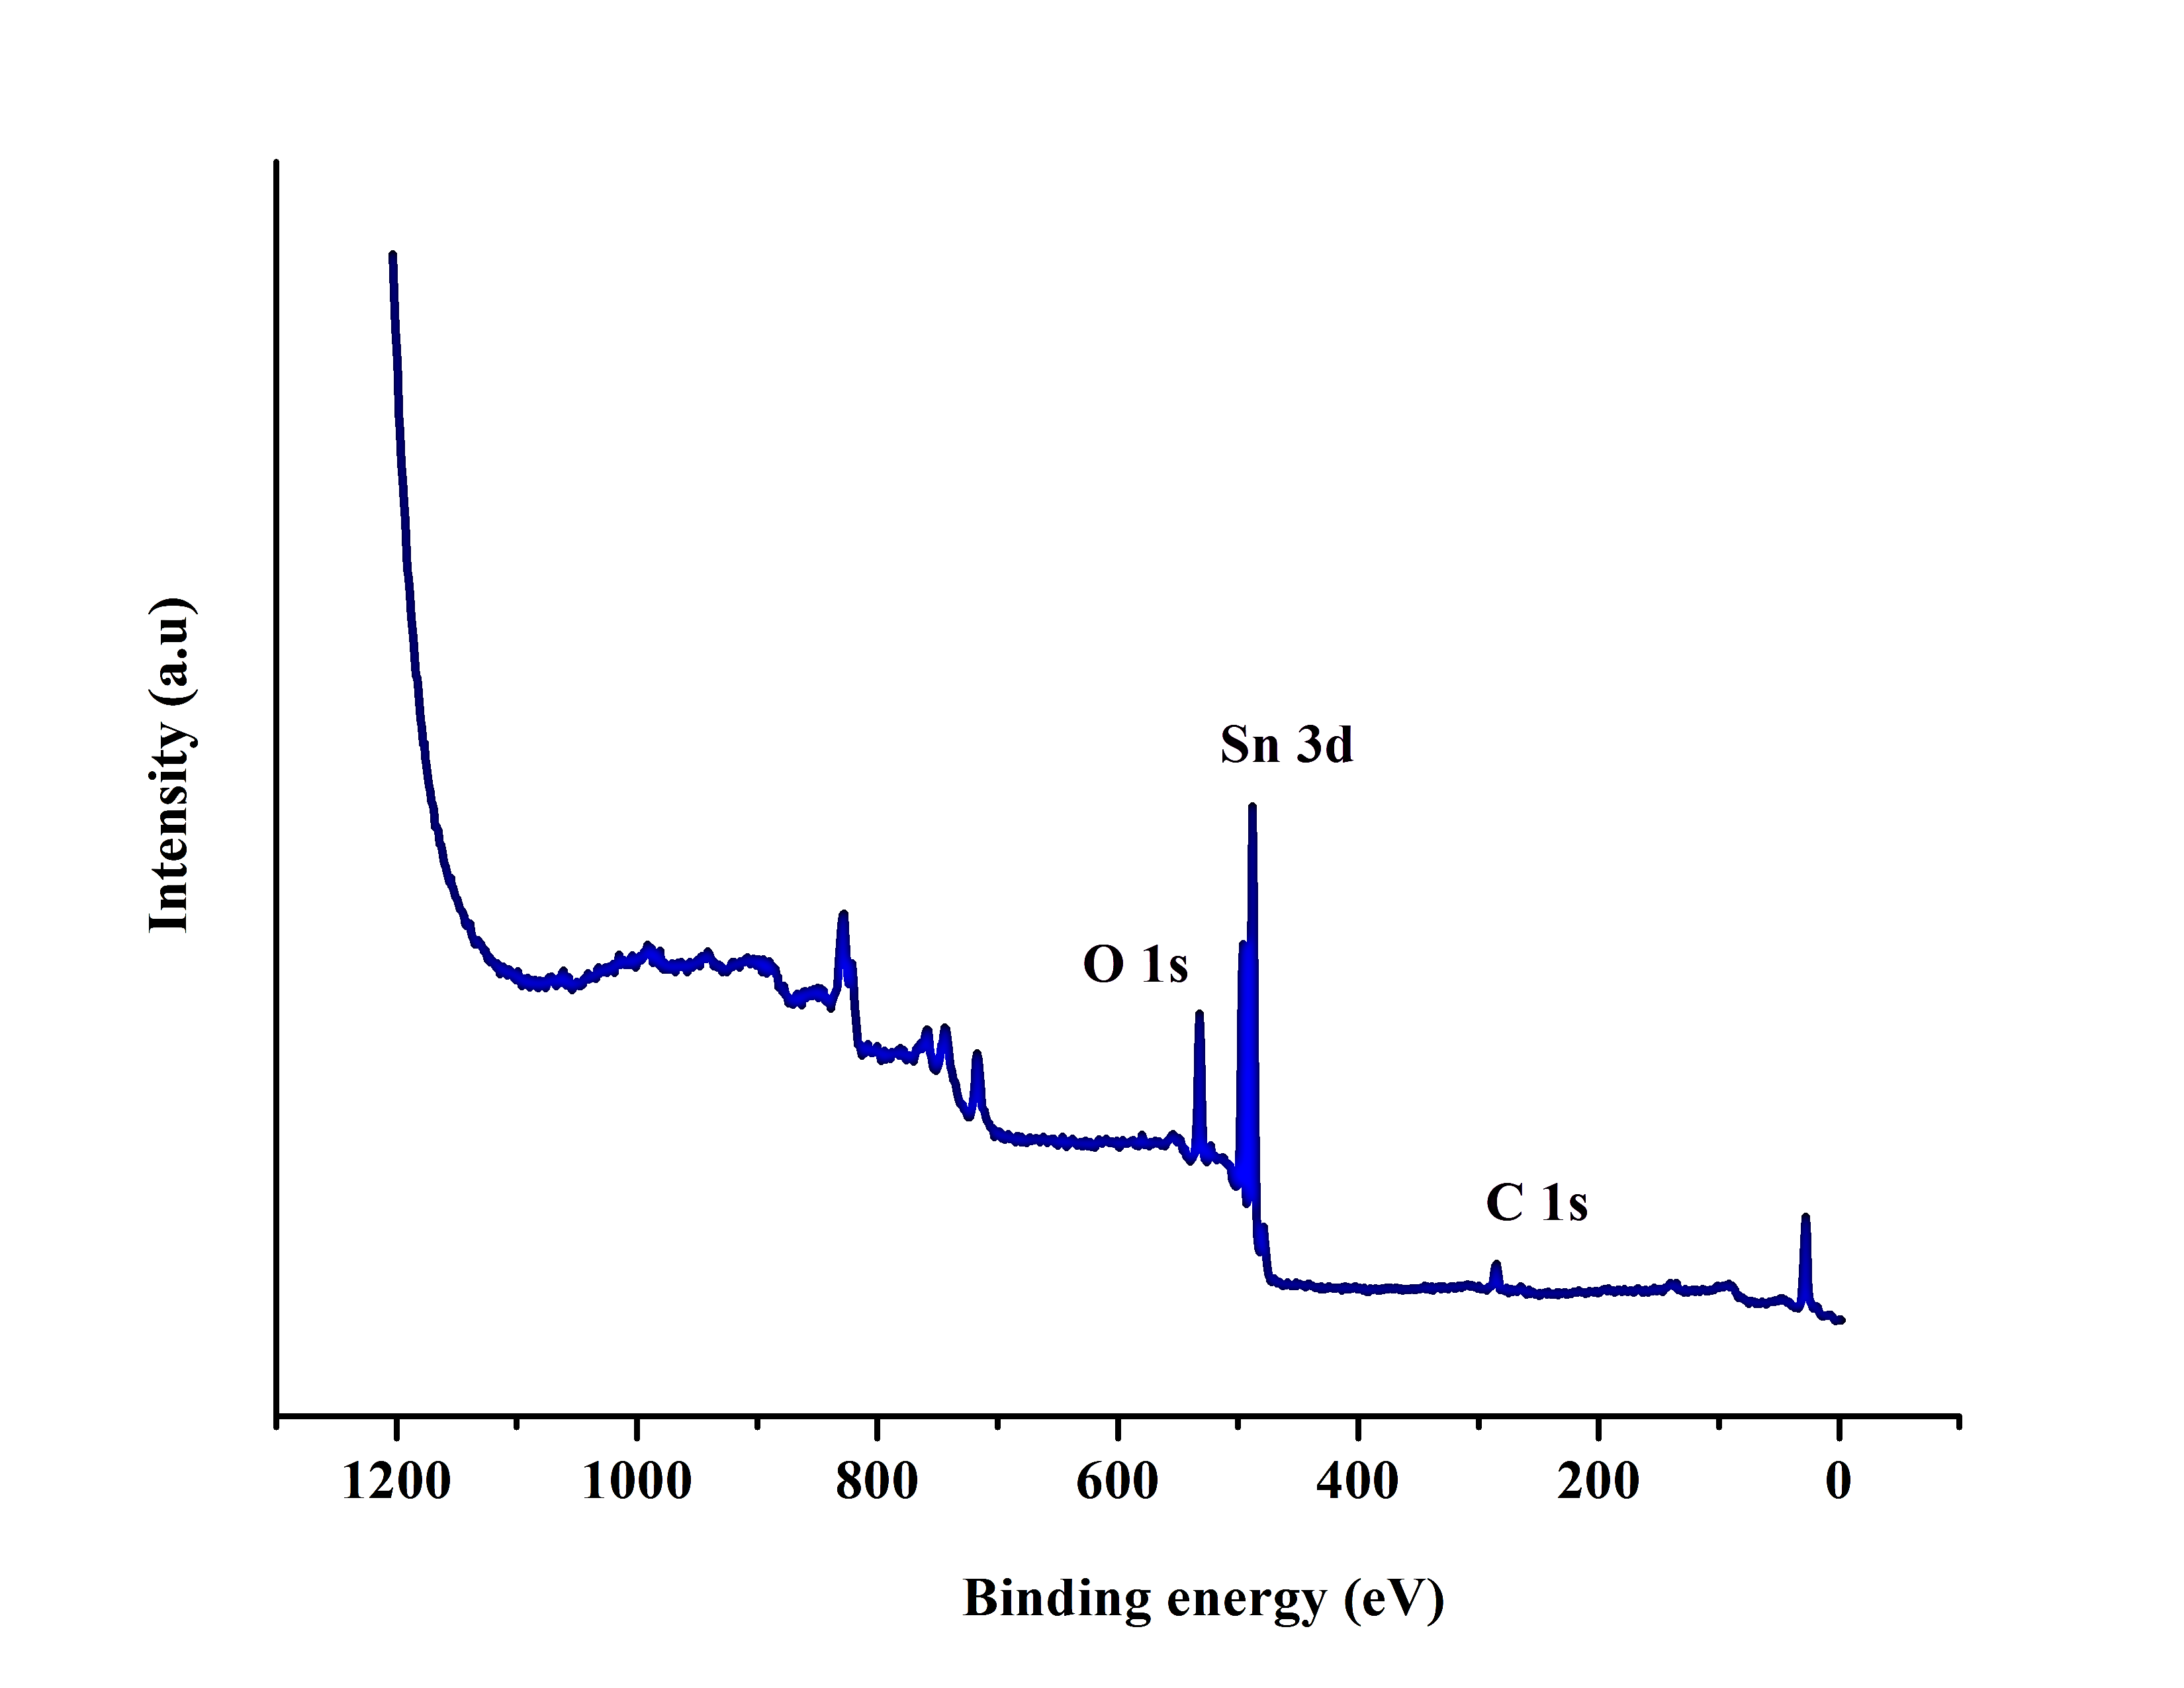 Intensity (a.u)
Sn 3d
O 1s
C 1s
1200 1000 800 600 400 200 0
Binding energy (eV)